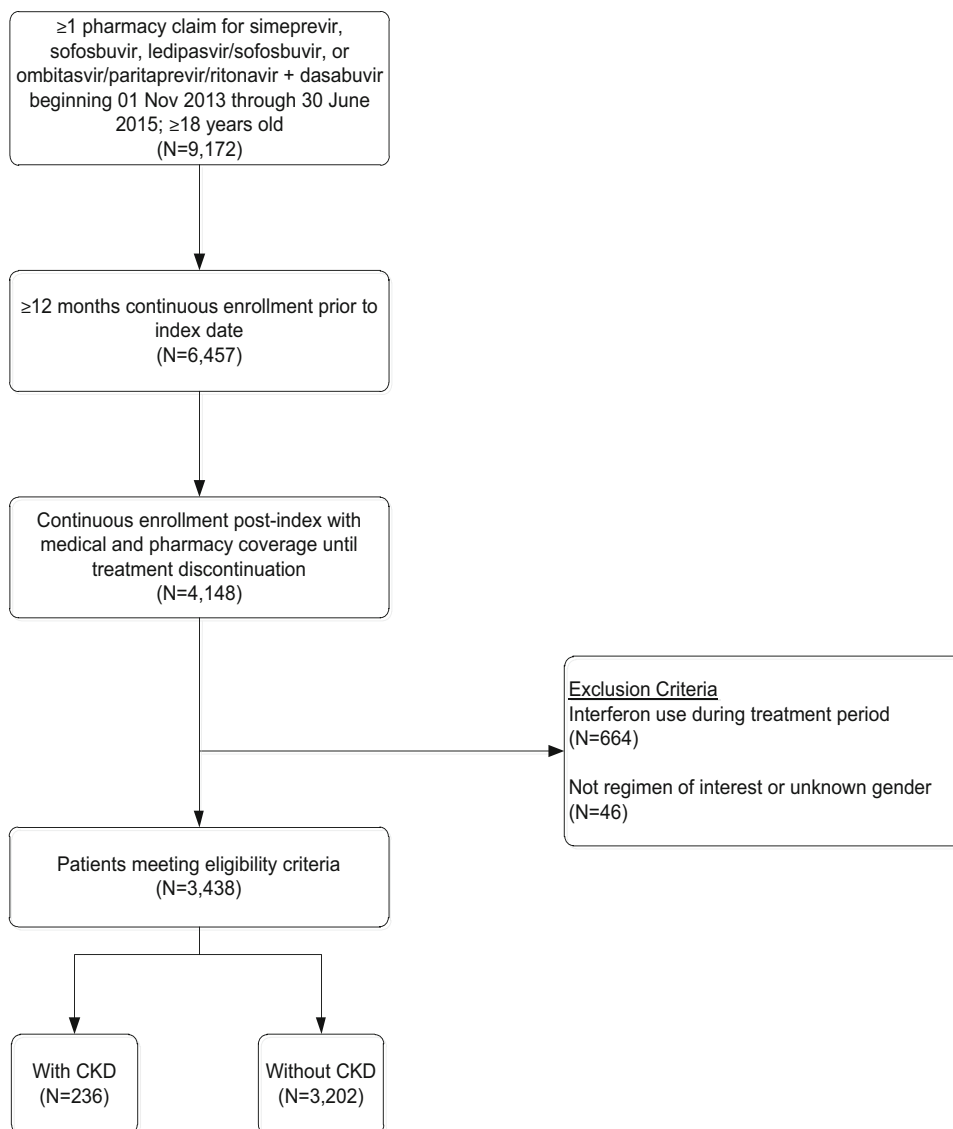 ≥1 pharmacy claim for simeprevir,
sofosbuvir, ledipasvir/sofosbuvir, or
ombitasvir/paritaprevir/ritonavir + dasabuvir
beginning 01 Nov 2013 through 30 June
2015; ≥18 years old
(N=9,172)
≥12 months continuous enrollment prior to
index date
(N=6,457)
Continuous enrollment post-index with
medical and pharmacy coverage until
treatment discontinuation
(N=4,148)
Exclusion Criteria
Interferon use during treatment period
(N=664)
Not regimen of interest or unknown gender
(N=46)
Patients meeting eligibility criteria
(N=3,438)
With CKD
(N=236)
Without CKD
(N=3,202)